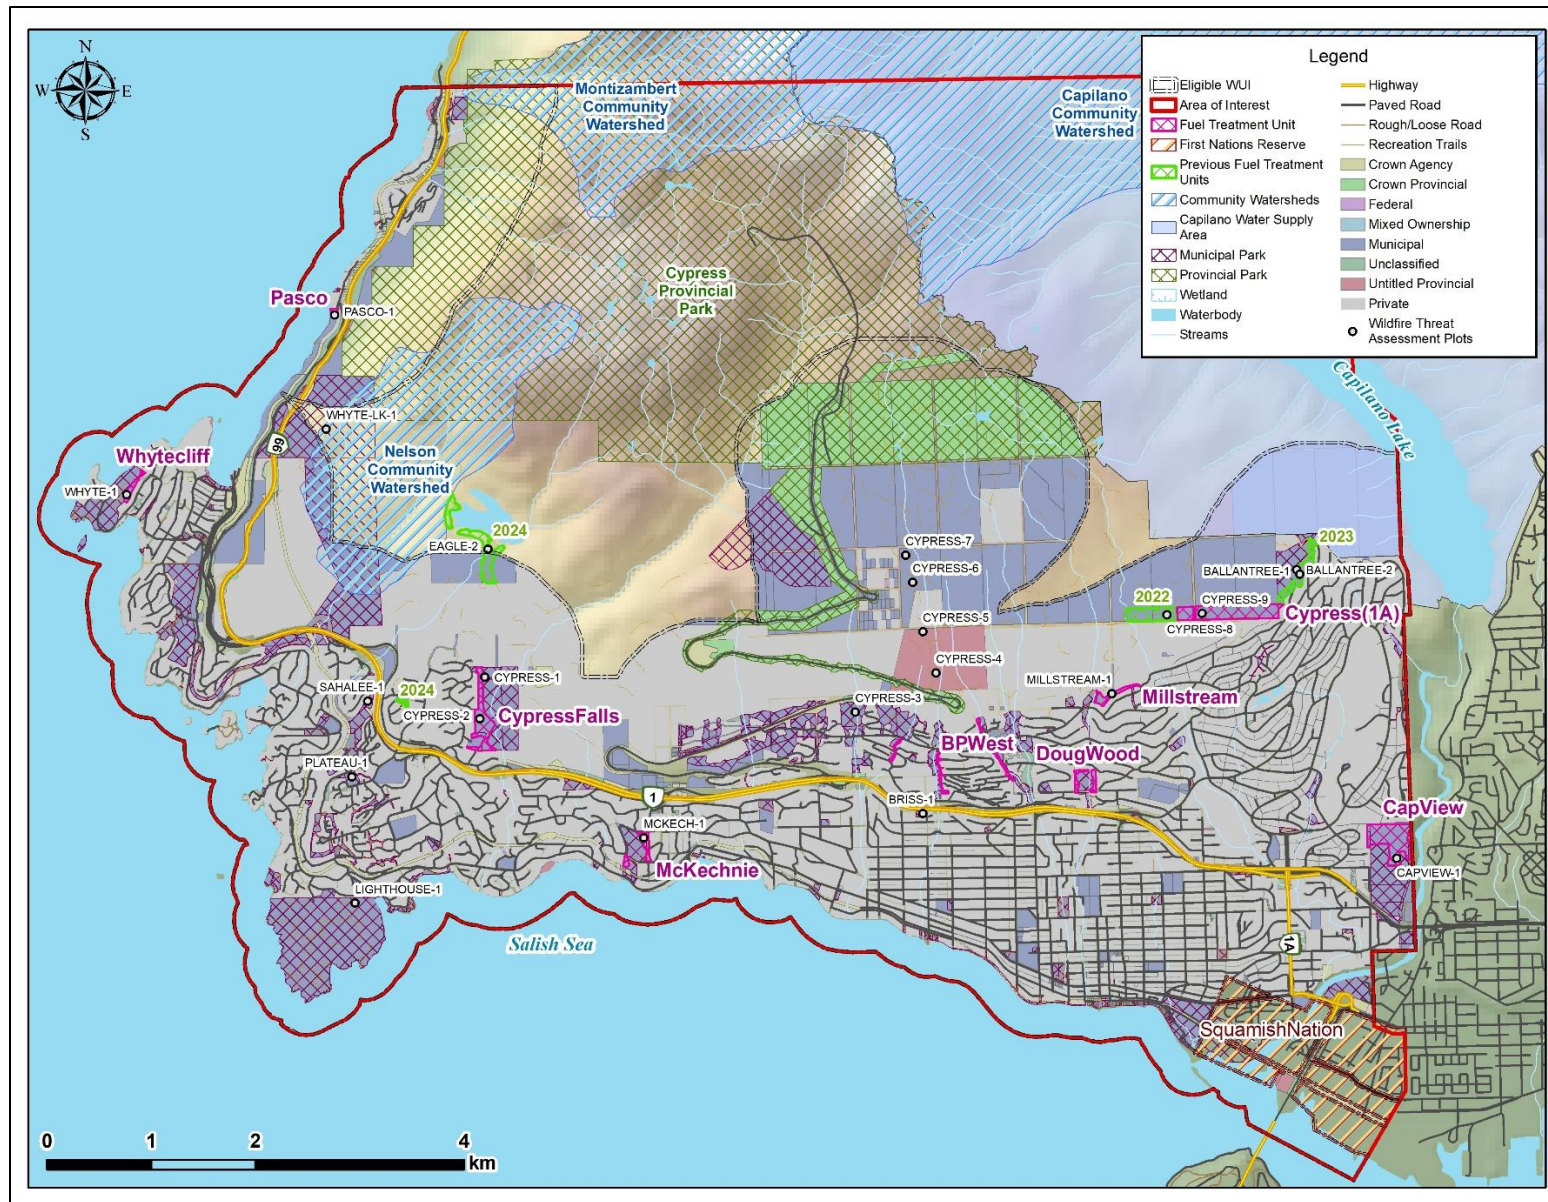 N
W
E
S
Legend
Eligible WUI
Area of Interest
Fuel Treatment Unit
First Nations Reserve
Previous Fuel Treatment
Units
Community Watersheds
Capilano Water Supply
Area
Municipal Park
Provincial Park
Wetland
Waterbody
Streams
Highway
Paved Road
Rough/Loose Road
Recreation Trails
Crown Agency
Crown Provincial
Federal
Mixed Ownership
Municipal
Unclassified
Untitled Provincial
Private
Wildfire Threat
Assessment Plots
Montizambert
Community
Watershed
Capilano
Community
Watershed
Cypress
Provincial
Park
Pasco
PASCO-1
Capilano Lake
WHYTE-LK-1
99
Whytecliff
WHYTE-1
Nelson
Community
Watershed
2024
EAGLE-2
CYPRESS-7
CYPRESS-6
2023
BALLANTREE-1
BALLANTREE-2
2022
CYPRESS-9
Cypress(1A)
CYPRESS-8
CYPRESS-5
CYPRESS-4
CYPRESS-1
SAHALEE-1
2024
CYPRESS-2
CypressFalls
CYPRESS-3
MILLSTREAM-1
Millstream
BPWest
DougWood
PLATEAU-1
1
BRISS-1
CapView
MCKECH-1
McKechnie
CAPVIEW-1
LIGHTHOUSE-1
Salish Sea
1A
SquamishNation
0
1
2
4
km